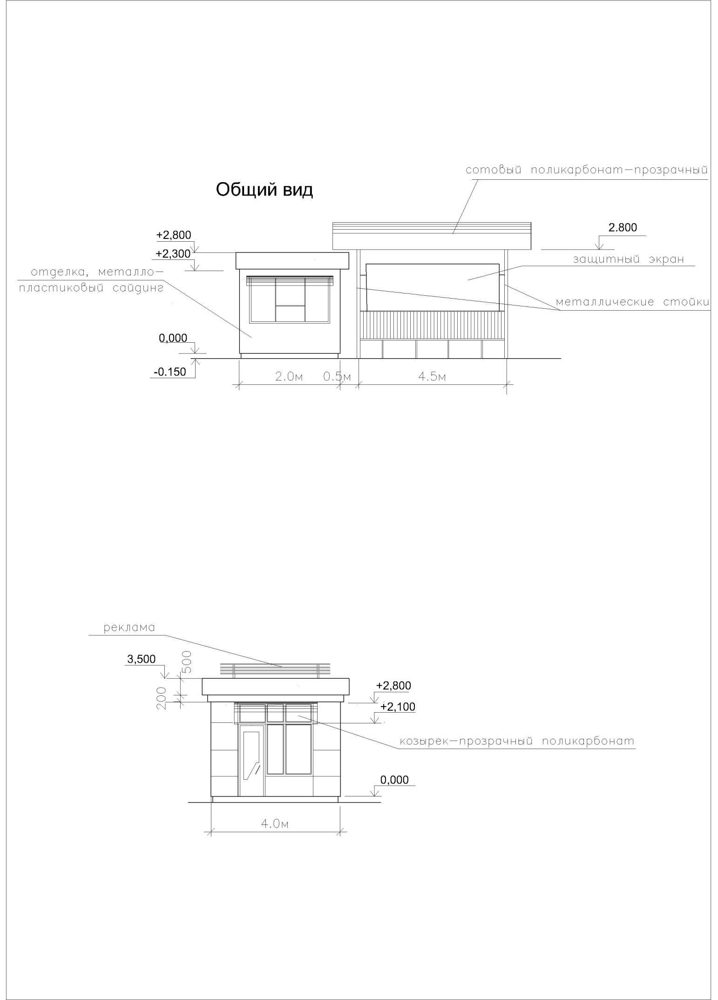 сотовый поликарбонат-прозрачный
Общий вид
2.800
+2,800
+2,300
защитный экран
отделка, металло-
пластиковый сайдинг
металлические стойки
0,000
-0.150
2.0м 0.5м 4.5м
реклама
3,500
500
200
+2,800
+2,100
козырек-прозрачный поликарбонат
0,000
4.0м